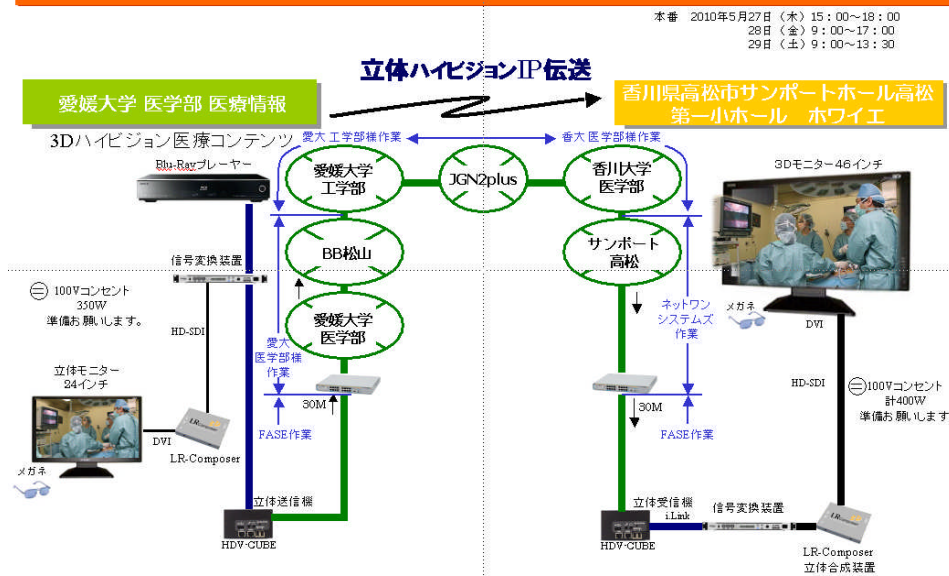 本番 2010年5月27日（木）15：00～18：00
28日（金）9：00～17：00
29日（土）9：00～13：30
立体ハイビジョンIP伝送
愛媛大学 医学部 医療情報
香川県高松市サンポートホール高松
第一小ホール ホワイエ
3Dハイビジョン医療コンテンツ
愛大 工学部様作業
香大 医学部様作業
Blu-Rayプレーヤー
愛媛大学
工学部
JGN2plus
香川大学
医学部
3Dモニター46インチ
BB松山
サンポート
高松
信号変換装置
100Vコンセント
350W
準備お願いします。
HD-SDI
愛媛大学
医学部
愛大
医学部様
作業
ネットワン
システムズ
作業
メガネ
DVI
立体モニター
24インチ
30M
FASE作業
30M
FASE作業
HD-SDI
100Vコンセント
計400W
準備お願いします
DVI
LR-Composer
メガネ
立体送信機
HDV-CUBE
立体受信機
i.Link
HDV-CUBE
信号変換装置
LR-Composer
立体合成装置